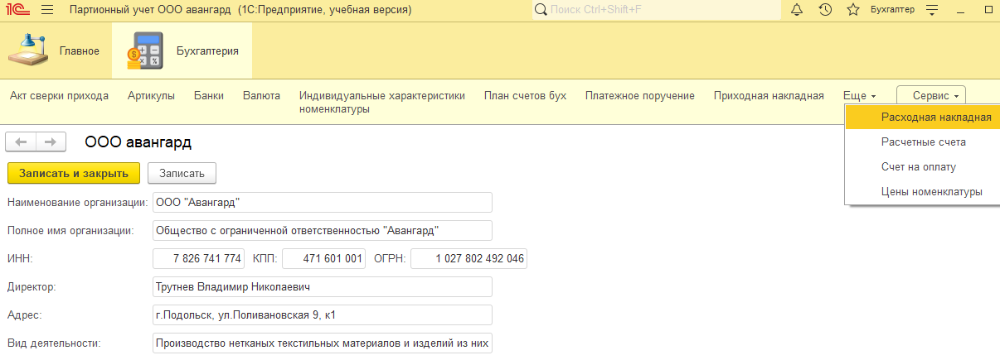 1С Партионный учет ООО авангард (1С:Предприятие, учебная версия) Поиск Ctrl+Shift+F Бухгалтер
Главное Бухгалтерия
Акт сверки прихода Артикулы Банки Валюта Индивидуальные характеристики номенклатуры План счетов бух Платежное поручение Приходная накладная Еще Сервис
Расходная накладная
Расчетные счета
Счет на оплату
Цены номенклатуры
ООО авангард
Записать и закрыть Записать
Наименование организации: ООО "Авангард"
Полное имя организации: Общество с ограниченной ответственностью "Авангард"
ИНН: 7 826 741 774 КПП: 471 601 001 ОГРН: 1 027 802 492 046
Директор: Трутнев Владимир Николаевич
Адрес: г.Подольск, ул.Поливановская 9, к1
Вид деятельности: Производство нетканых текстильных материалов и изделий из них